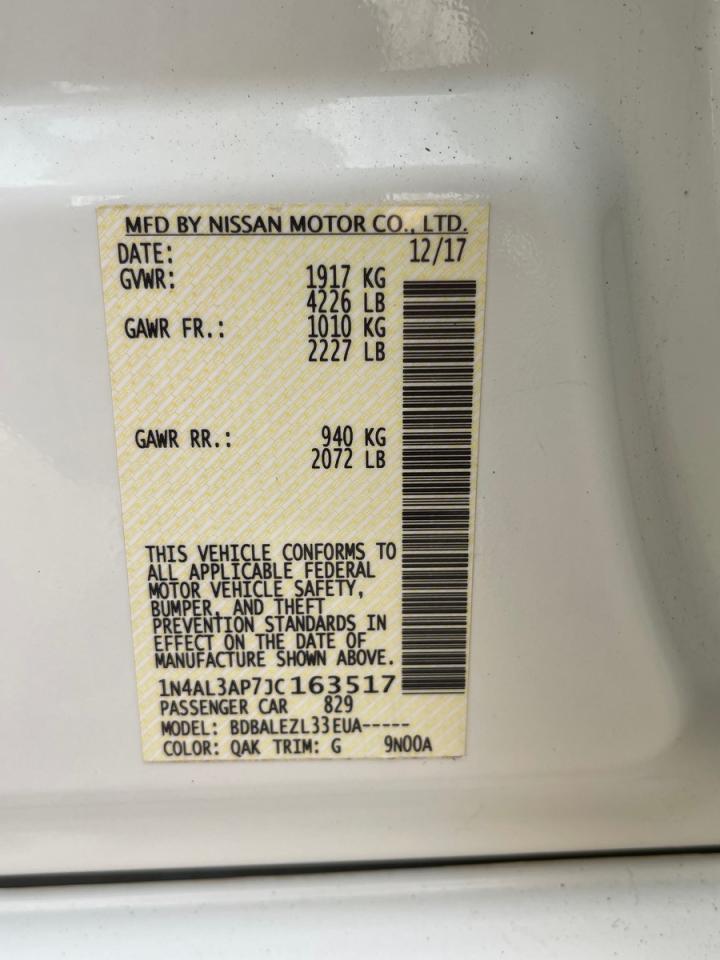 MFD BY NISSAN MOTOR CO., LTD.
DATE: 12/17
GVWR: 1917 KG
4226 LB
GAWR FR.: 1010 KG
2227 LB
GAWR RR.: 940 KG
2072 LB
THIS VEHICLE CONFORMS TO
ALL APPLICABLE FEDERAL
MOTOR VEHICLE SAFETY,
BUMPER, AND THEFT
PREVENTION STANDARDS IN
EFFECT ON THE DATE OF
MANUFACTURE SHOWN ABOVE.
1N4AL3AP7JC163517
PASSENGER CAR 829
MODEL: BDBALEZL33EUA-----
COLOR: QAK TRIM: G 9N00A